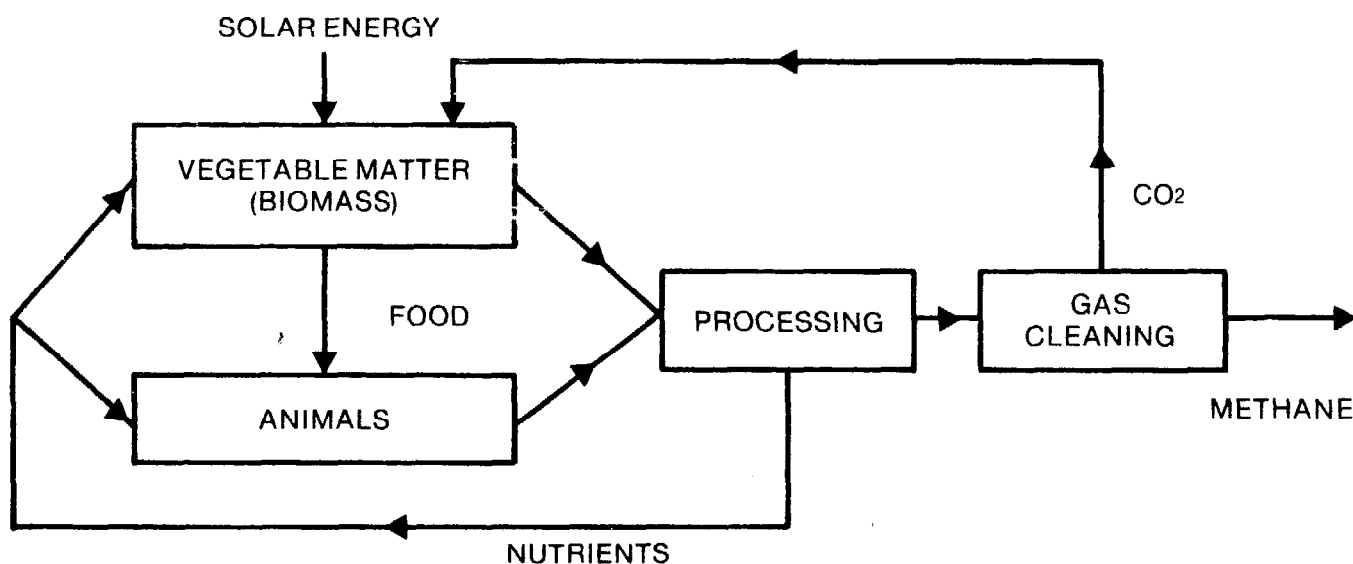 SOLAR ENERGY
VEGETABLE MATTER
(BIOMASS)
CO2
FOOD
PROCESSING
GAS
CLEANING
ANIMALS
METHANE
NUTRIENTS